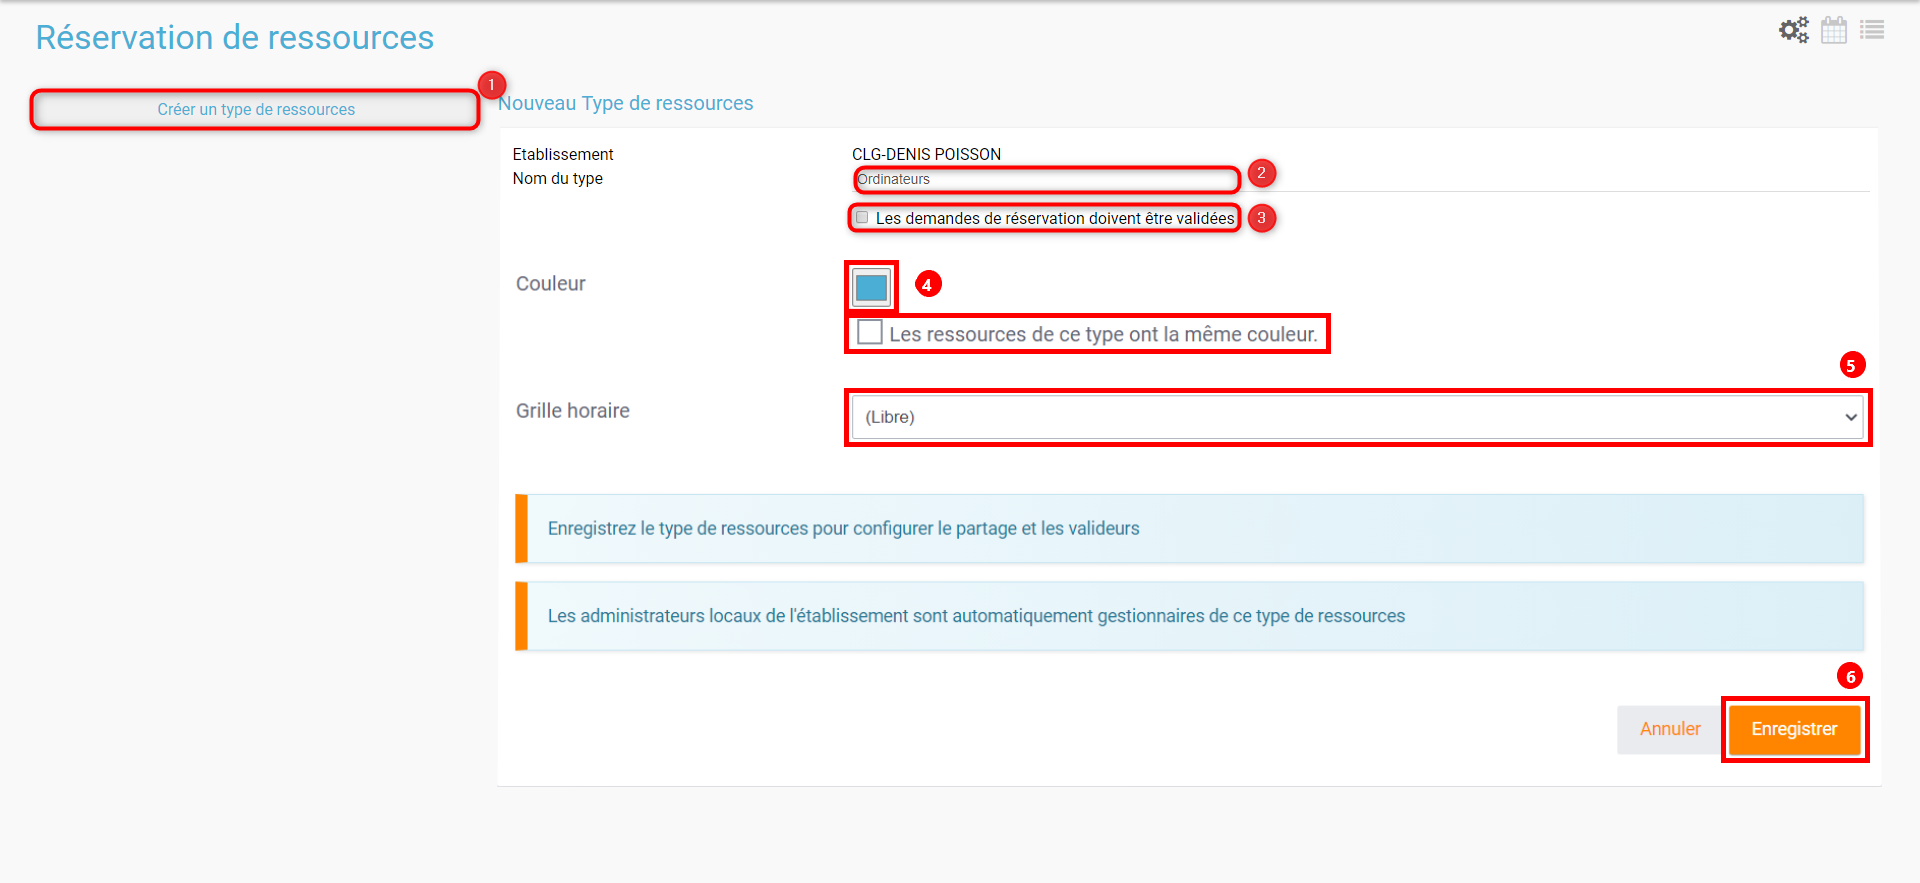 Réservation de ressources
1
Créer un type de ressources
Nouveau Type de ressources
Etablissement CLG-DENIS POISSON
Nom du type Ordinateurs 2
Les demandes de réservation doivent être validées 3
Couleur 4
Les ressources de ce type ont la même couleur.
5
Grille horaire (Libre)
Enregistrez le type de ressources pour configurer le partage et les valideurs
Les administrateurs locaux de l'établissement sont automatiquement gestionnaires de ce type de ressources
6
Annuler Enregistrer